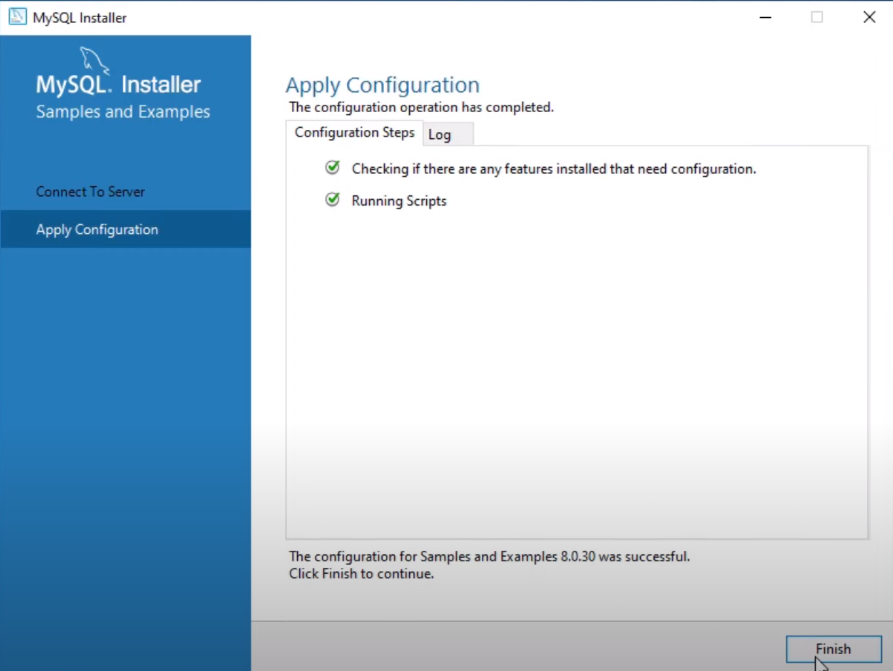 MySQL Installer
MySQL. Installer
Samples and Examples
Connect To Server
Apply Configuration
Apply Configuration
The configuration operation has completed.
Configuration Steps
Log
Checking if there are any features installed that need configuration.
Running Scripts
The configuration for Samples and Examples 8.0.30 was successful.
Click Finish to continue.
Finish